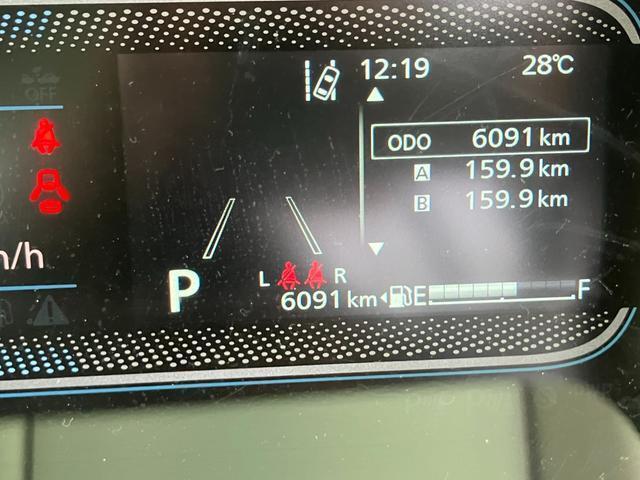 12:19 28℃
OFF
ODO 6091 km
A 159.9 km
B 159.9 km
m/h
P
L R
6091 km
E F